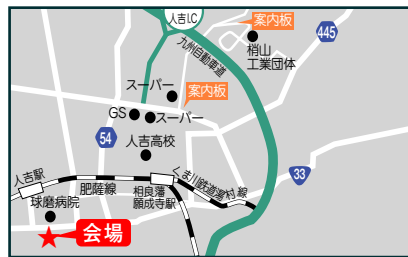 人吉I.C
案内板
445
九州自動車道
梢山
工業団体
スーパー
案内板
GS
スーパー
54
人吉高校
人吉駅
肥薩線
くま川鉄道湯村線
33
相良藩
願成寺駅
球磨病院
会場